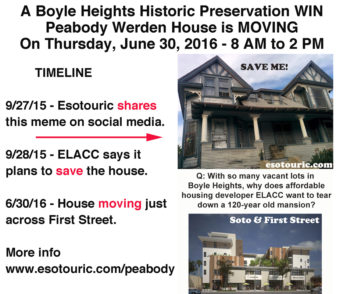 A Boyle Heights Historic Preservation WIN
Peabody Werden House is MOVING
On Thursday, June 30, 2016 - 8 AM to 2 PM
TIMELINE
9/27/15 - Esotouric shares
this meme on social media.
9/28/15 - ELACC says it
plans to save the house.
6/30/16 - House moving just
across First Street.
More info
www.esotouric.com/peabody
SAVE ME!
esotouric.com
Q: With so many vacant lots in
Boyle Heights, why does affordable
housing developer ELACC want to tear
down a 120-year old mansion?
Soto & First Street